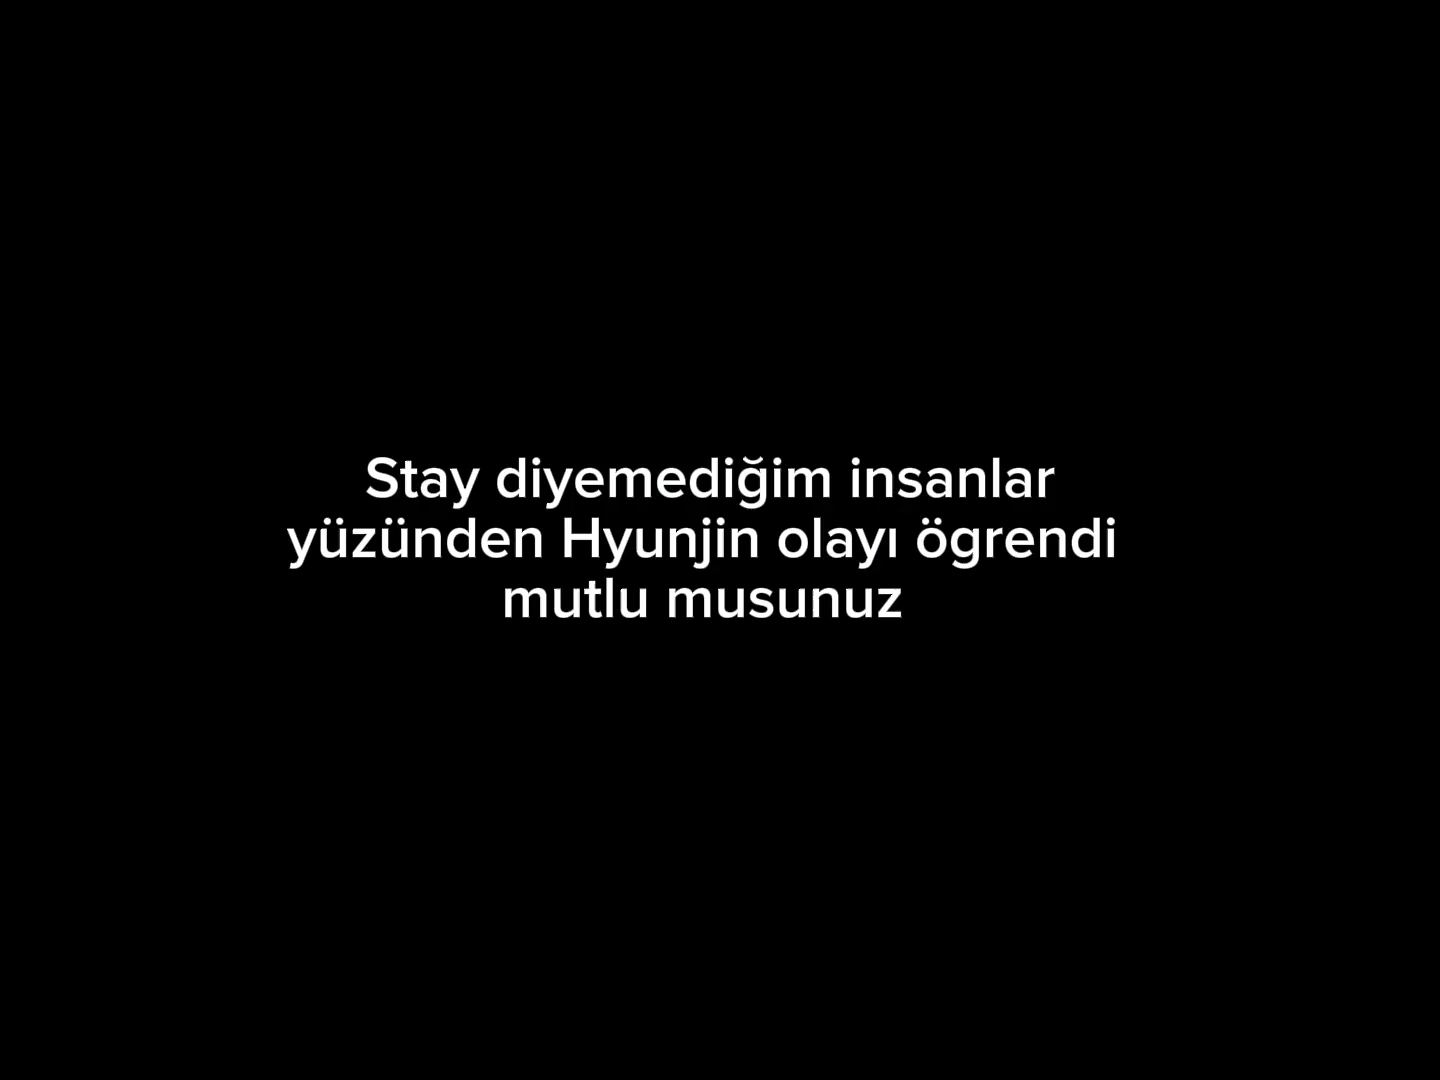 Stay diyemediğim insanlar
yüzünden Hyunjin olayı ögrendi
mutlu musunuz